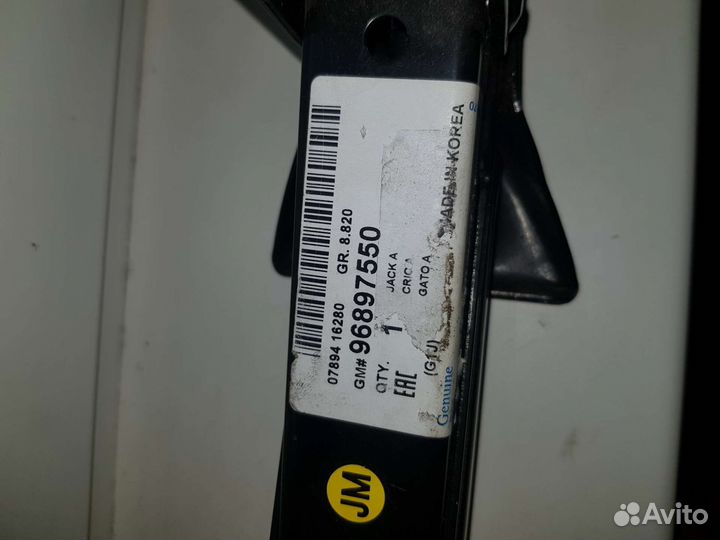 07894 16280 GR. 8.820
GM# 96897550
QTY. 1 JACK A
EAC CRIC A
GATO A
(G1J) MADE IN KOREA
Genuine
JM
Avito